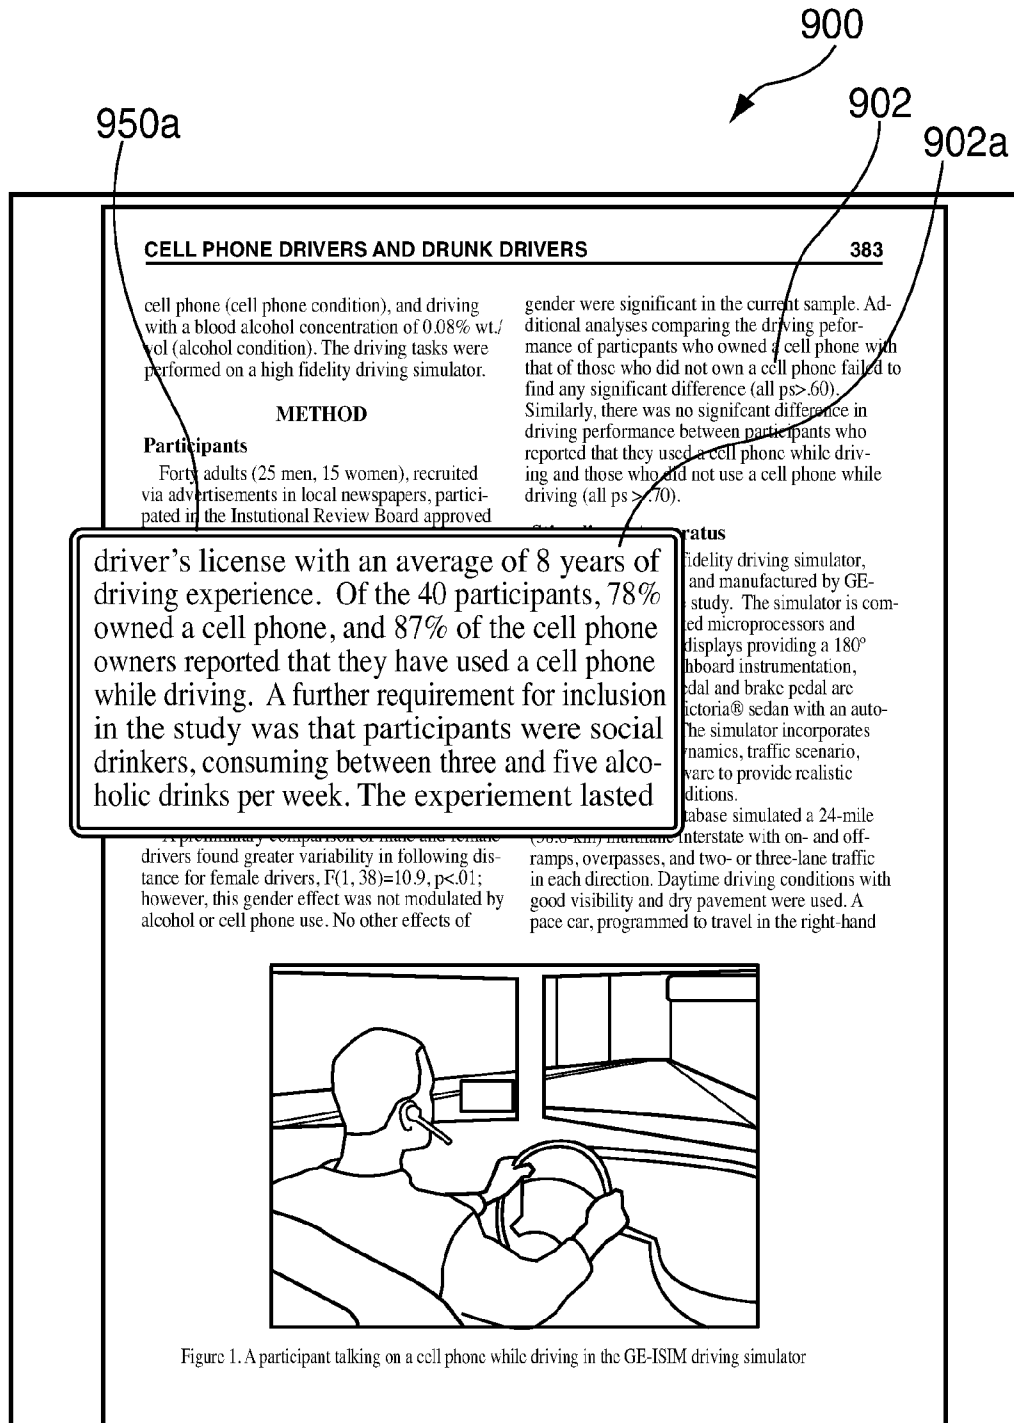 900
902
950a
902a
CELL PHONE DRIVERS AND DRUNK DRIVERS 383
cell phone (cell phone condition), and driving
with a blood alcohol concentration of 0.08% wt./
vol (alcohol condition). The driving tasks were
performed on a high fidelity driving simulator.
METHOD
Participants
Forty adults (25 men, 15 women), recruited
via advertisements in local newspapers, partici-
pated in the Instutional Review Board approved
driver's license with an average of 8 years of
driving experience. Of the 40 participants, 78%
owned a cell phone, and 87% of the cell phone
owners reported that they have used a cell phone
while driving. A further requirement for inclusion
in the study was that participants were social
drinkers, consuming between three and five alco-
holic drinks per week. The experiement lasted
A preliminary comparison of male and female
drivers found greater variability in following dis-
tance for female drivers, F(1, 38)=10.9, p<.01;
however, this gender effect was not modulated by
alcohol or cell phone use. No other effects of
gender were significant in the current sample. Ad-
ditional analyses comparing the driving pefor-
mance of particpants who owned a cell phone with
that of those who did not own a cell phone failed to
find any significant difference (all ps>.60).
Similarly, there was no signifcant difference in
driving performance between participants who
reported that they used a cell phone while driv-
ing and those who did not use a cell phone while
driving (all ps >.70).
ratus
fidelity driving simulator,
and manufactured by GE-
study. The simulator is com-
ed microprocessors and
displays providing a 180º
hboard instrumentation,
edal and brake pedal are
ictoria® sedan with an auto-
The simulator incorporates
namics, traffic scenario,
ware to provide realistic
ditions.
tabase simulated a 24-mile
multilane interstate with on- and off-
ramps, overpasses, and two- or three-lane traffic
in each direction. Daytime driving conditions with
good visibility and dry pavement were used. A
pace car, programmed to travel in the right-hand
Figure 1. A participant talking on a cell phone while driving in the GE-ISIM driving simulator